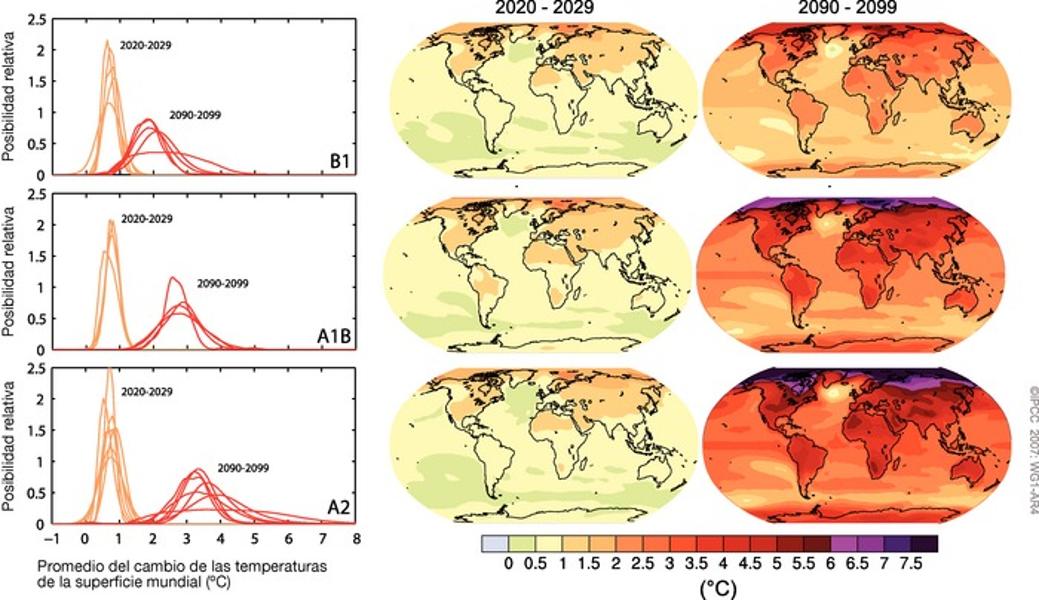 2020 - 2029
2090 - 2099
Posibilidad relativa
2.5
2
1.5
1
0.5
0
2020-2029
2090-2099
B1
Posibilidad relativa
2.5
2
1.5
1
0.5
0
2020-2029
2090-2099
A1B
Posibilidad relativa
2.5
2
1.5
1
0.5
0
2020-2029
2090-2099
A2
−1 0 1 2 3 4 5 6 7 8
Promedio del cambio de las temperaturas
de la superficie mundial (ºC)
0 0.5 1 1.5 2 2.5 3 3.5 4 4.5 5 5.5 6 6.5 7 7.5
(°C)
©IPCC 2007: WG1-AR4